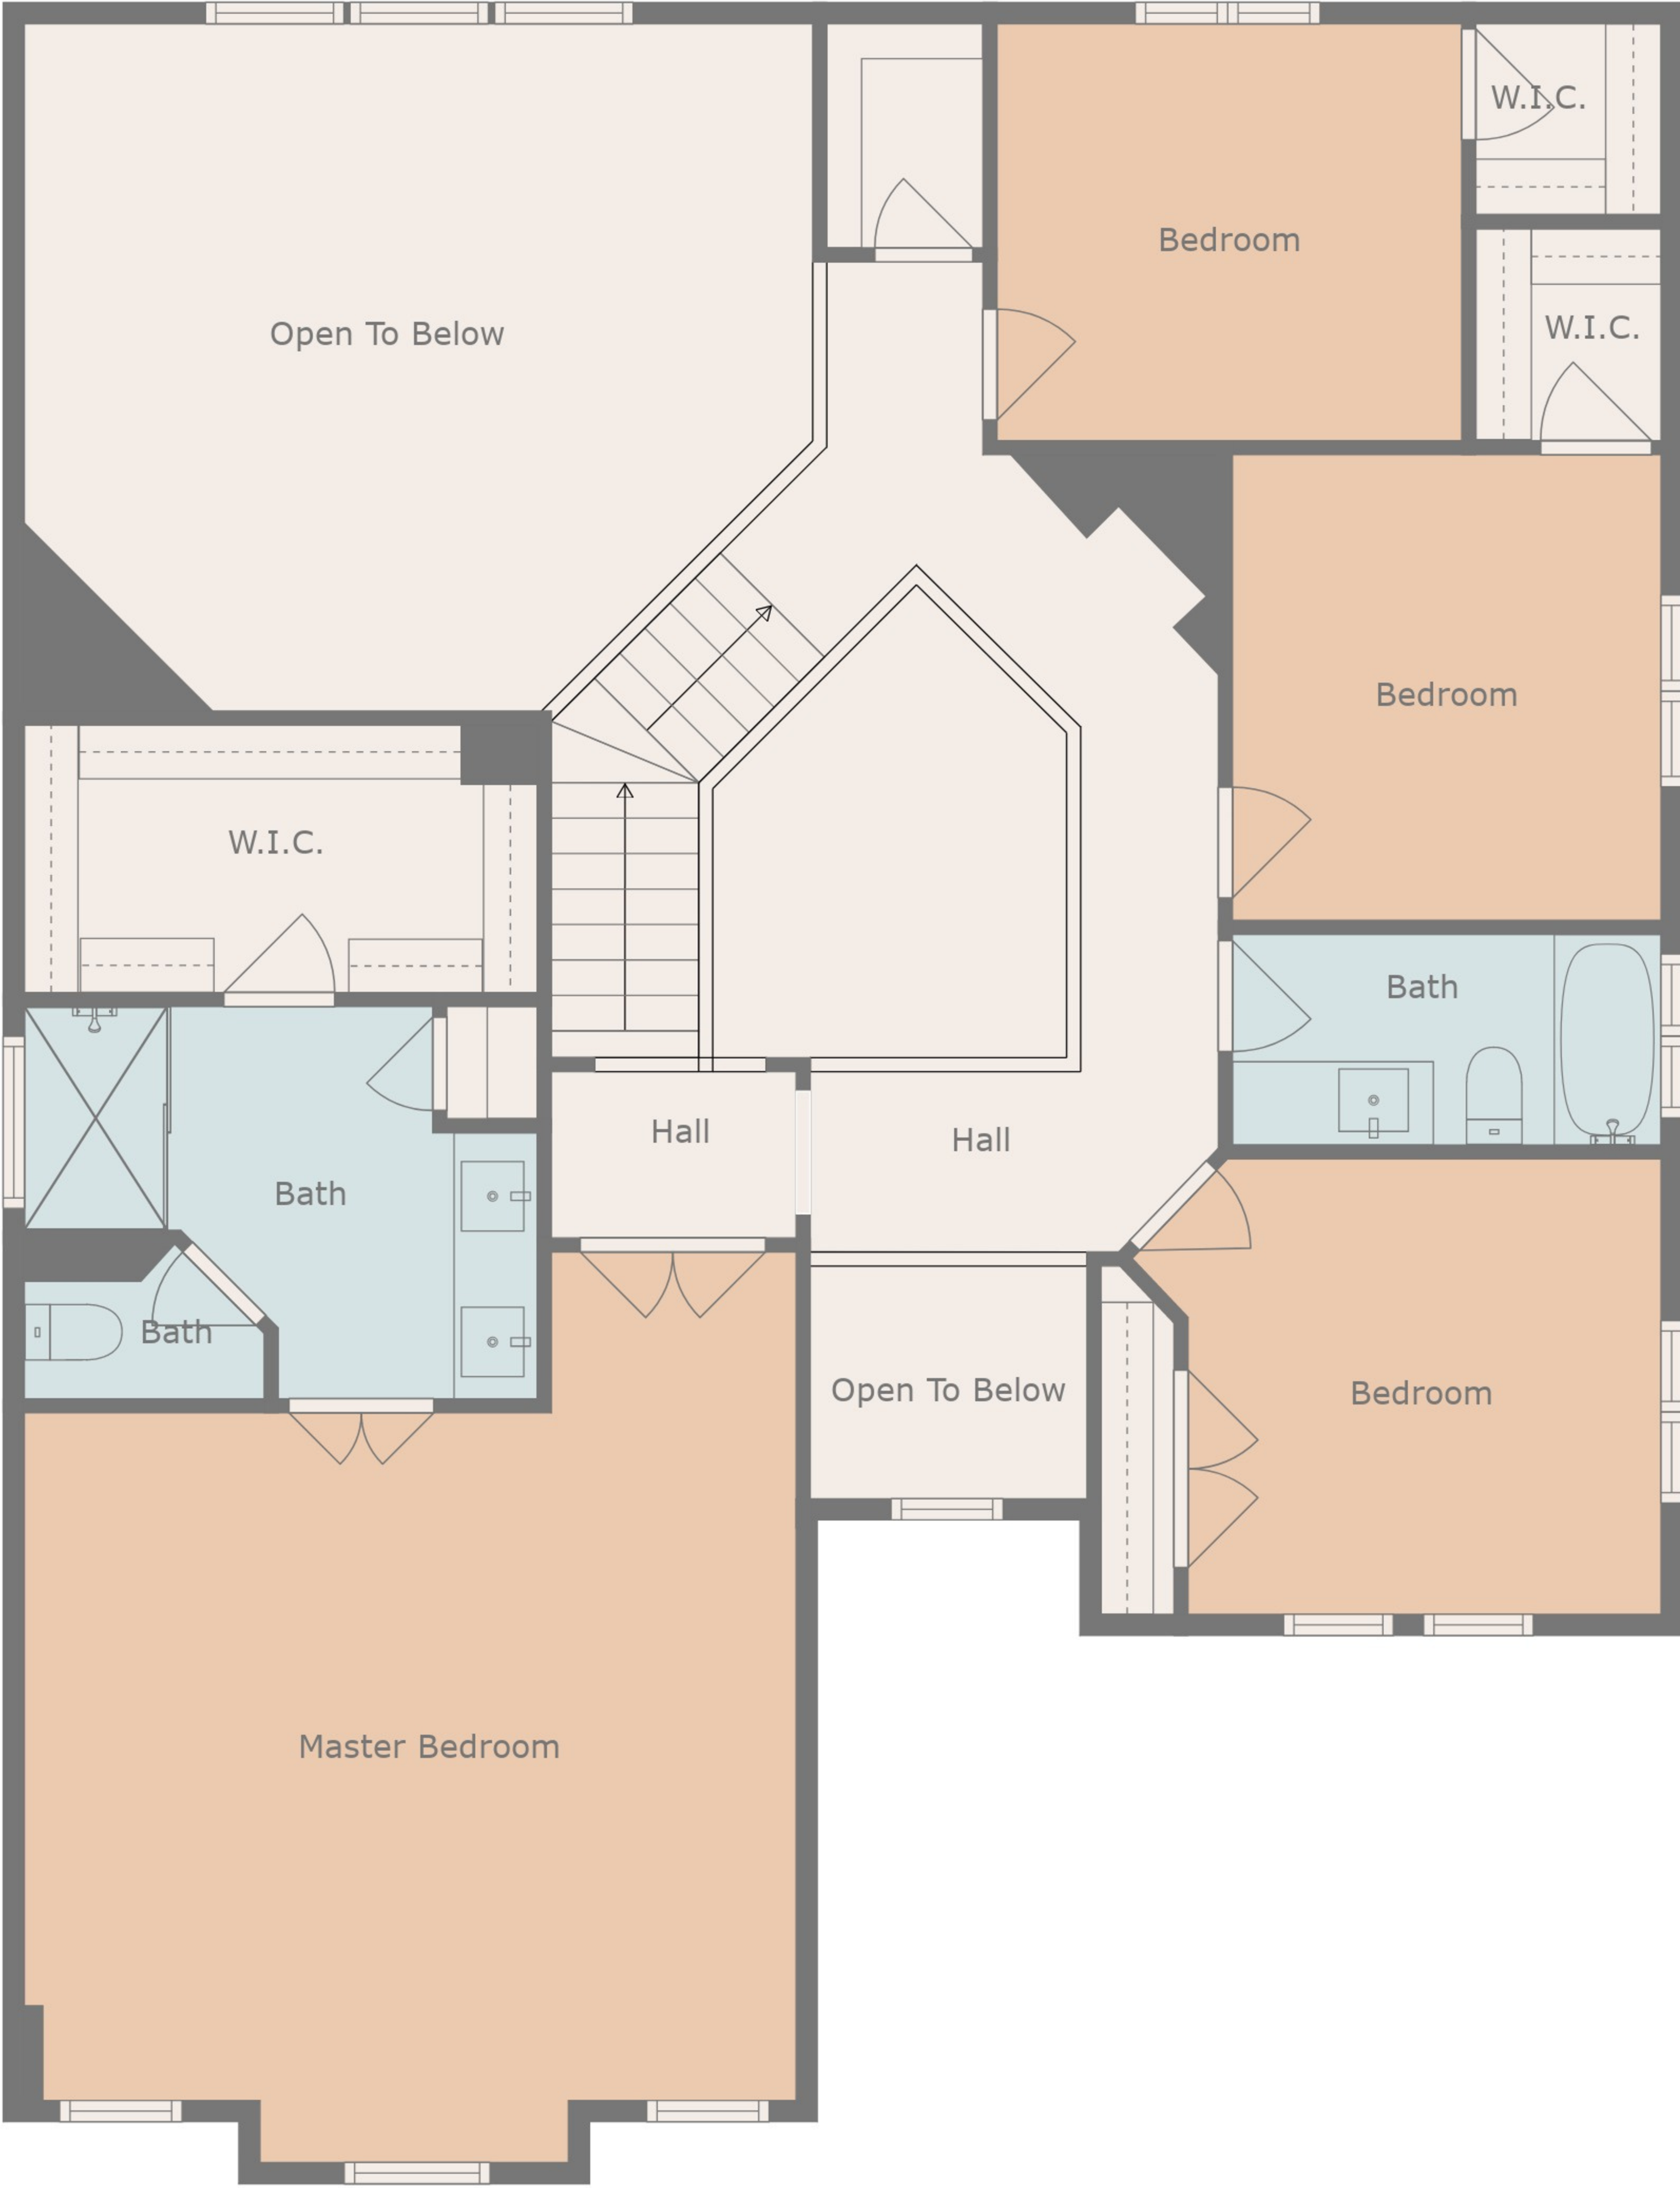 W.I.C.
Bedroom
W.I.C.
Open To Below
Bedroom
W.I.C.
Bath
Hall
Hall
Bath
Bath
Open To Below
Bedroom
Master Bedroom